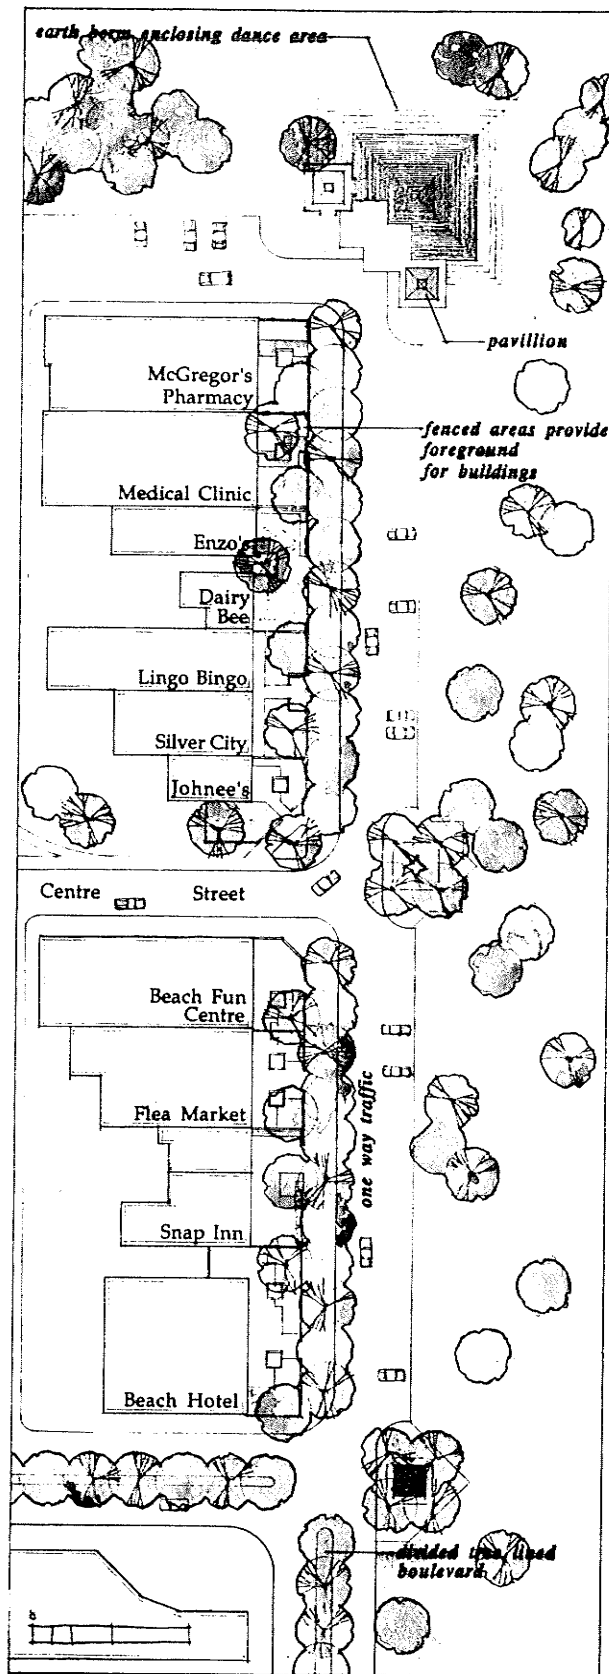 earth berm enclosing dance area
pavillion
McGregor's
Pharmacy
fenced areas provide
foreground
for buildings
Medical Clinic
Enzo's
Dairy
Bee
Lingo Bingo
Silver City
Johnee's
Centre Street
Beach Fun
Centre
Flea Market
one way traffic
Snap Inn
Beach Hotel
divided tree lined
boulevard